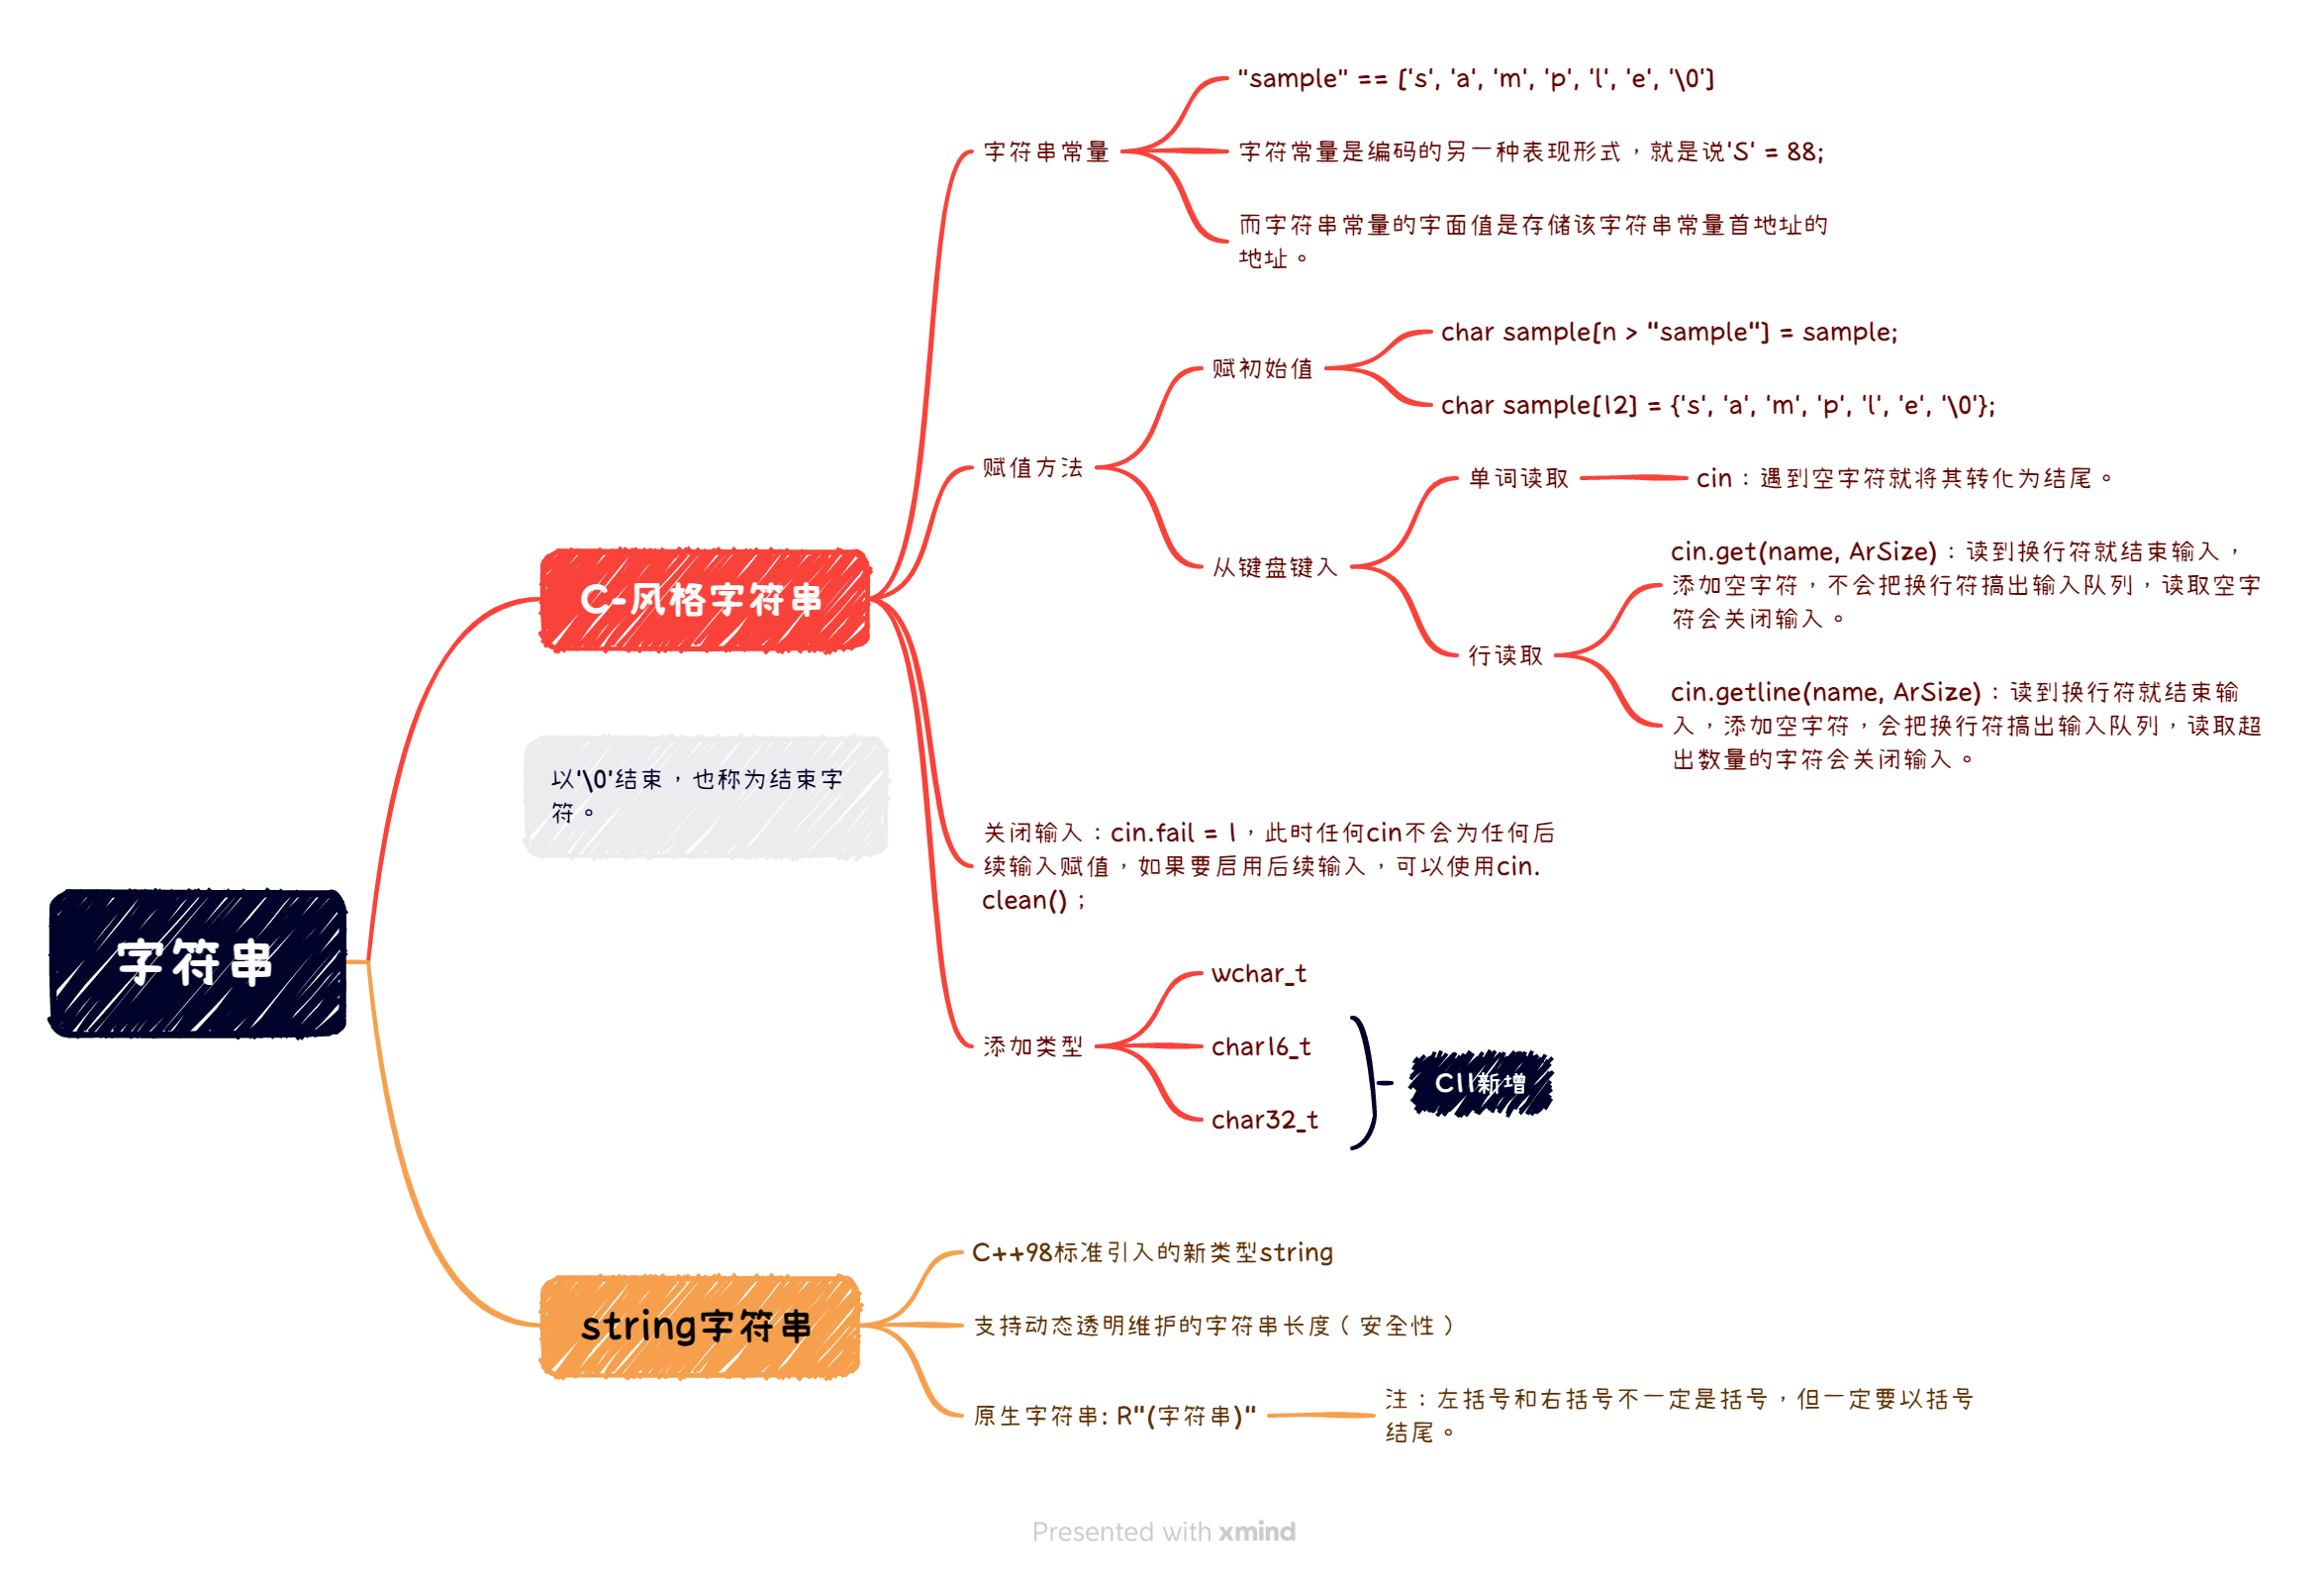 字符串
C-风格字符串
以'\0'结束，也称为结束字
符。
字符串常量
"sample" == ['s', 'a', 'm', 'p', 'l', 'e', '\0']
字符常量是编码的另一种表现形式，就是说'S' = 88;
而字符串常量的字面值是存储该字符串常量首地址的
地址。
赋值方法
赋初始值
char sample[n > "sample"] = sample;
char sample[12] = {'s', 'a', 'm', 'p', 'l', 'e', '\0'};
从键盘键入
单词读取
cin：遇到空字符就将其转化为结尾。
行读取
cin.get(name, ArSize)：读到换行符就结束输入，
添加空字符，不会把换行符搞出输入队列，读取空字
符会关闭输入。
cin.getline(name, ArSize)：读到换行符就结束输
入，添加空字符，会把换行符搞出输入队列，读取超
出数量的字符会关闭输入。
关闭输入：cin.fail = 1，此时任何cin不会为任何后
续输入赋值，如果要启用后续输入，可以使用cin.
clean()；
添加类型
wchar_t
char16_t
char32_t
C11新增
string字符串
C++98标准引入的新类型string
支持动态透明维护的字符串长度（安全性）
原生字符串: R"(字符串)"
注：左括号和右括号不一定是括号，但一定要以括号
结尾。
Presented with xmind